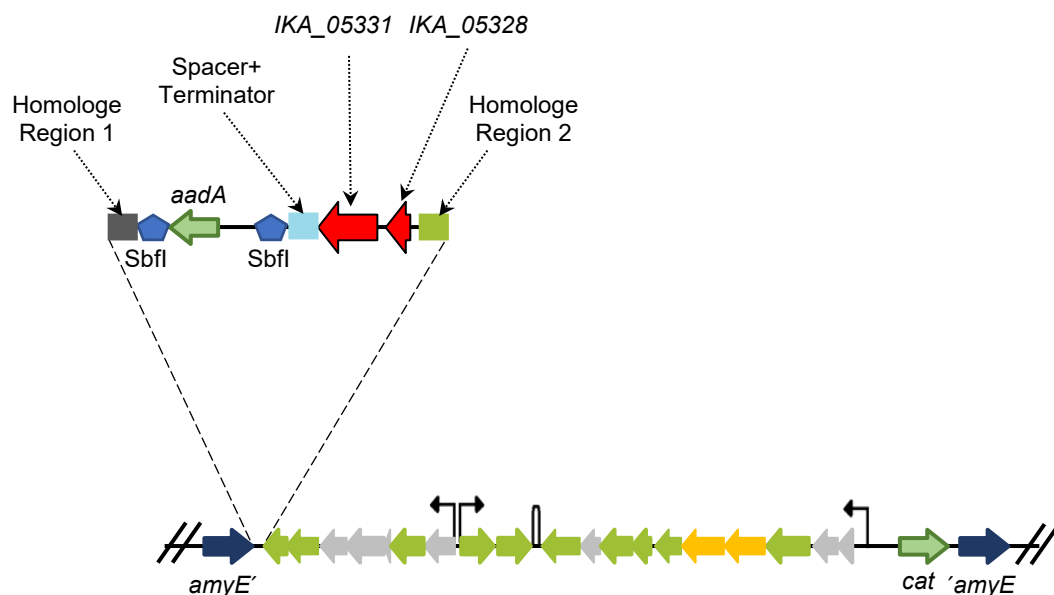 IKA_05331 IKA_05328
Spacer+
Terminator
Homologe
Region 1
Homologe
Region 2
aadA
SbfI
SbfI
amyE´
cat
´amyE